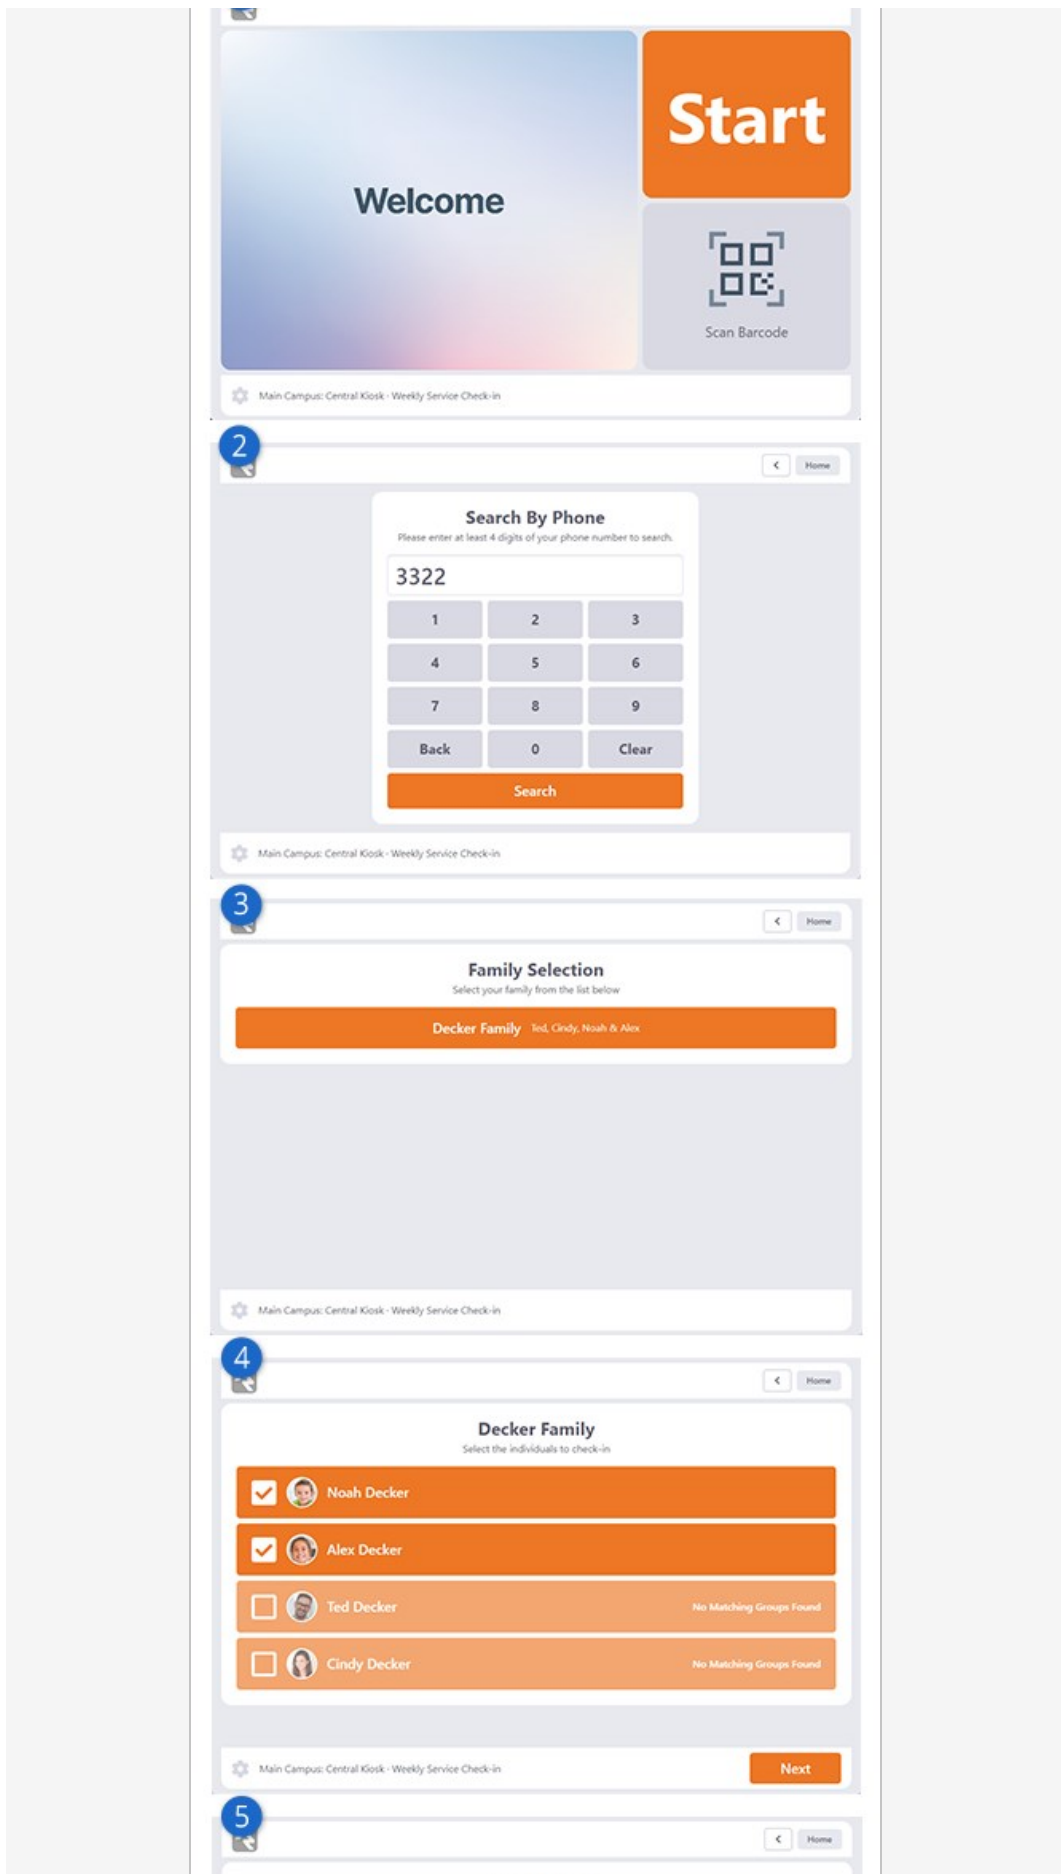 Start
Welcome
Scan Barcode
Main Campus: Central Kiosk - Weekly Service Check-in
2
< Home
Search By Phone
Please enter at least 4 digits of your phone number to search.
3322
1 2 3
4 5 6
7 8 9
Back 0 Clear
Search
Main Campus: Central Kiosk - Weekly Service Check-in
3
< Home
Family Selection
Select your family from the list below
Decker Family Ted, Cindy, Noah & Alex
Main Campus: Central Kiosk - Weekly Service Check-in
4
< Home
Decker Family
Select the individuals to check-in
Noah Decker
Alex Decker
Ted Decker No Matching Groups Found
Cindy Decker No Matching Groups Found
Main Campus: Central Kiosk - Weekly Service Check-in Next
5
< Home